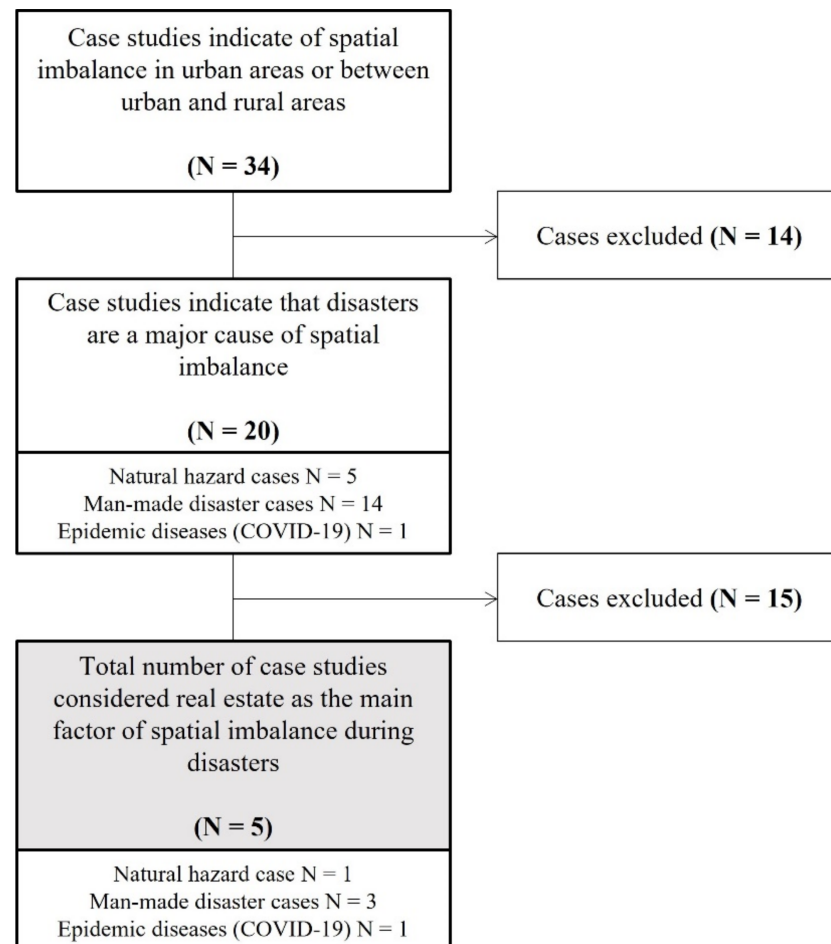 Case studies indicate of spatial
imbalance in urban areas or between
urban and rural areas
(N = 34)
Cases excluded (N = 14)
Case studies indicate that disasters
are a major cause of spatial
imbalance
(N = 20)
Natural hazard cases N = 5
Man-made disaster cases N = 14
Epidemic diseases (COVID-19) N = 1
Cases excluded (N = 15)
Total number of case studies
considered real estate as the main
factor of spatial imbalance during
disasters
(N = 5)
Natural hazard case N = 1
Man-made disaster cases N = 3
Epidemic diseases (COVID-19) N = 1